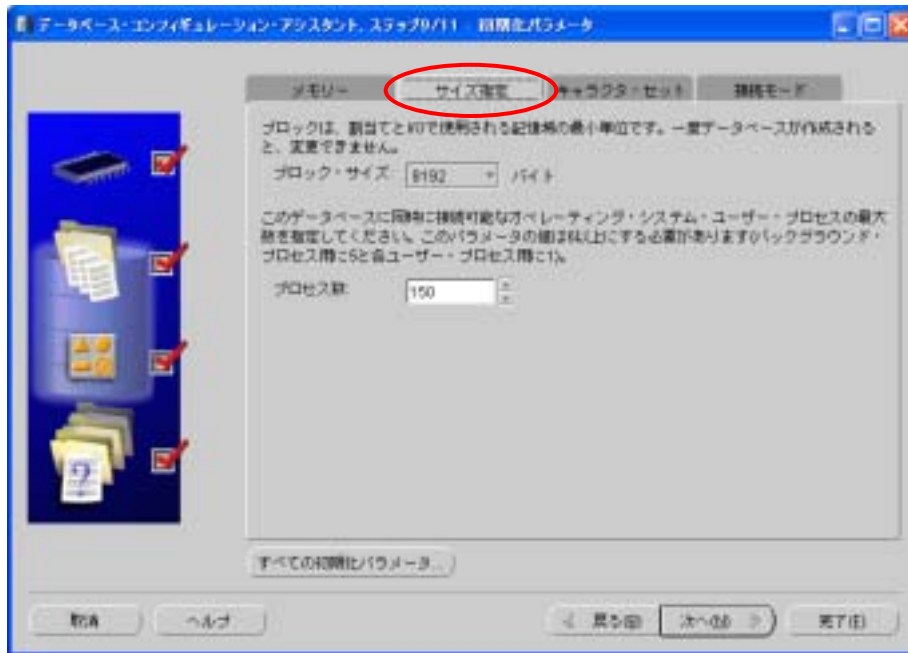 データベース・コンフィギュレーション・アシスタント, ステップ9/11 : 初期化パラメータ
メモリー
サイズ指定
キャラクタ・セット
接続モード
ブロックは、割当てとI/Oで使用される記憶域の最小単位です。一度データベースが作成される
と、変更できません。
ブロック・サイズ: 8192 バイト
このデータベースに同時に接続可能なオペレーティング・システム・ユーザー・プロセスの最大
数を指定してください。このパラメータの値は6以上にする必要があります(バックグラウンド・
プロセス用に5と各ユーザー・プロセス用に1)。
プロセス数: 150
すべての初期化パラメータ...
取消
ヘルプ
戻る(B)
次へ(N)
完了(F)